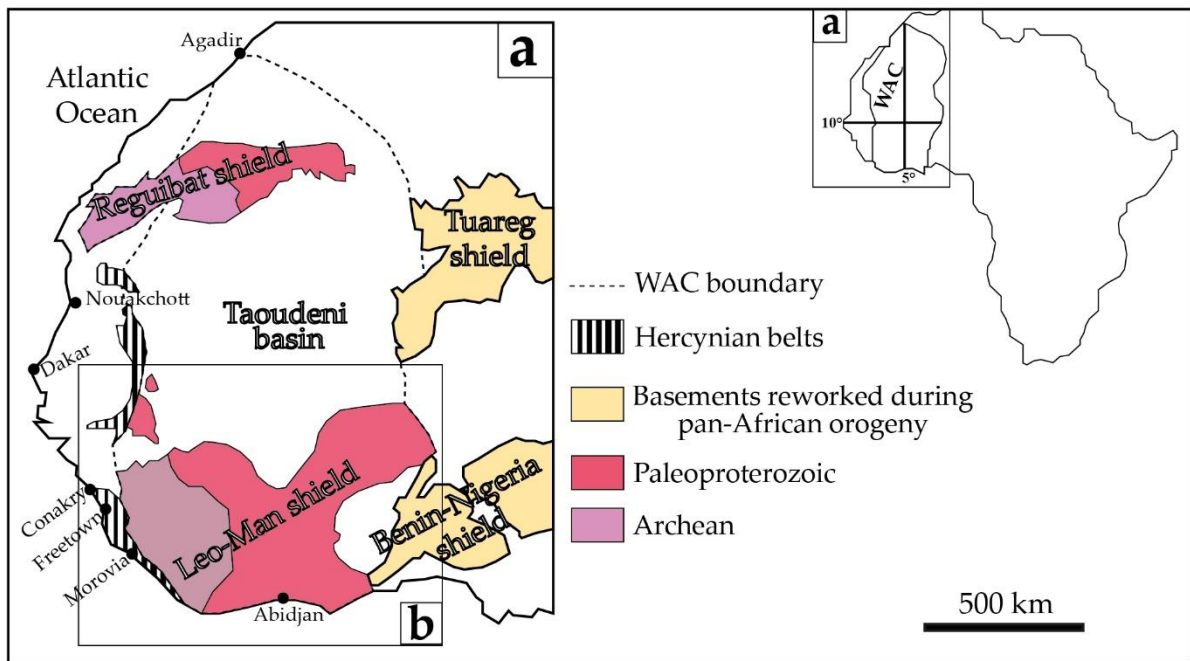 Agadir
a
Atlantic
Ocean
Reguibat shield
Tuareg
shield
Nouakchott
Taoudeni
basin
Dakar
Conakry
Freetown
Morovia
Leo-Man shield
Benin-Nigeria
shield
Abidjan
b
WAC boundary
Hercynian belts
Basements reworked during
pan-African orogeny
Paleoproterozoic
Archean
a
WAC
10°
5°
500 km